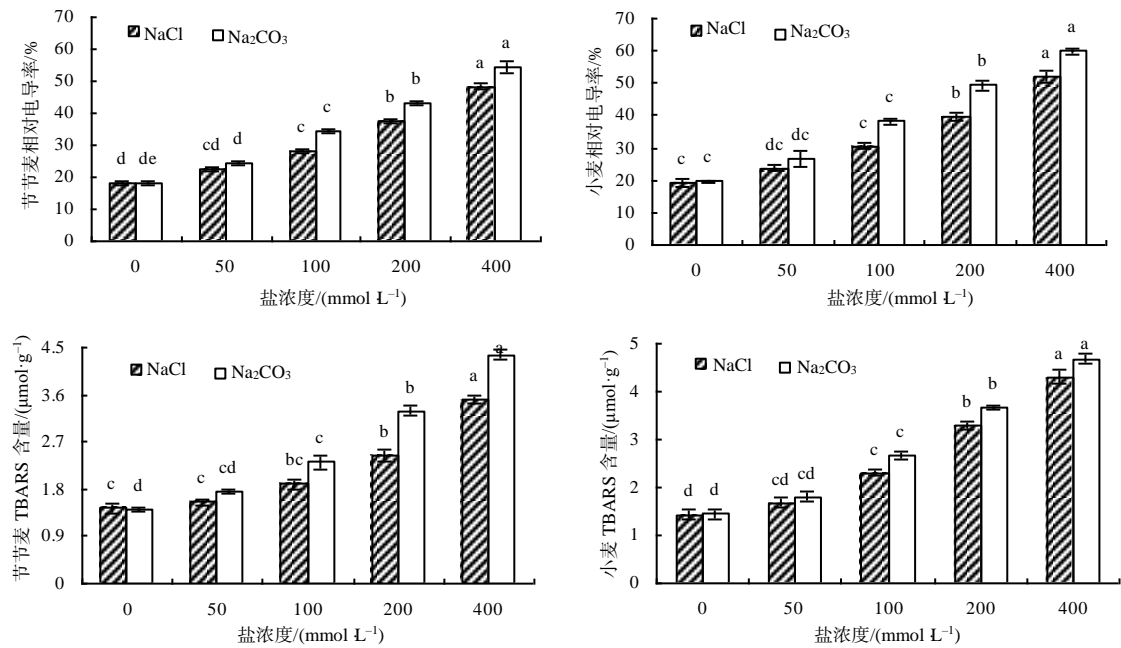 节节麦相对电导率/%
70
60
50
40
30
20
10
0
NaCl
Na₂CO₃
d de cd d c c b b a a
0 50 100 200 400
盐浓度/(mmol·L⁻¹)
小麦相对电导率/%
70
60
50
40
30
20
10
0
NaCl
Na₂CO₃
c c dc dc c c b b a a
0 50 100 200 400
盐浓度/(mmol·L⁻¹)
节节麦 TBARS 含量/(μmol·g⁻¹)
4.5
3.6
2.7
1.8
0.9
0
NaCl
Na₂CO₃
c d c cd bc c b b a a
0 50 100 200 400
盐浓度/(mmol·L⁻¹)
小麦 TBARS 含量/(μmol·g⁻¹)
5
4
3
2
1
0
NaCl
Na₂CO₃
d d cd cd c c b b a a
0 50 100 200 400
盐浓度/(mmol·L⁻¹)